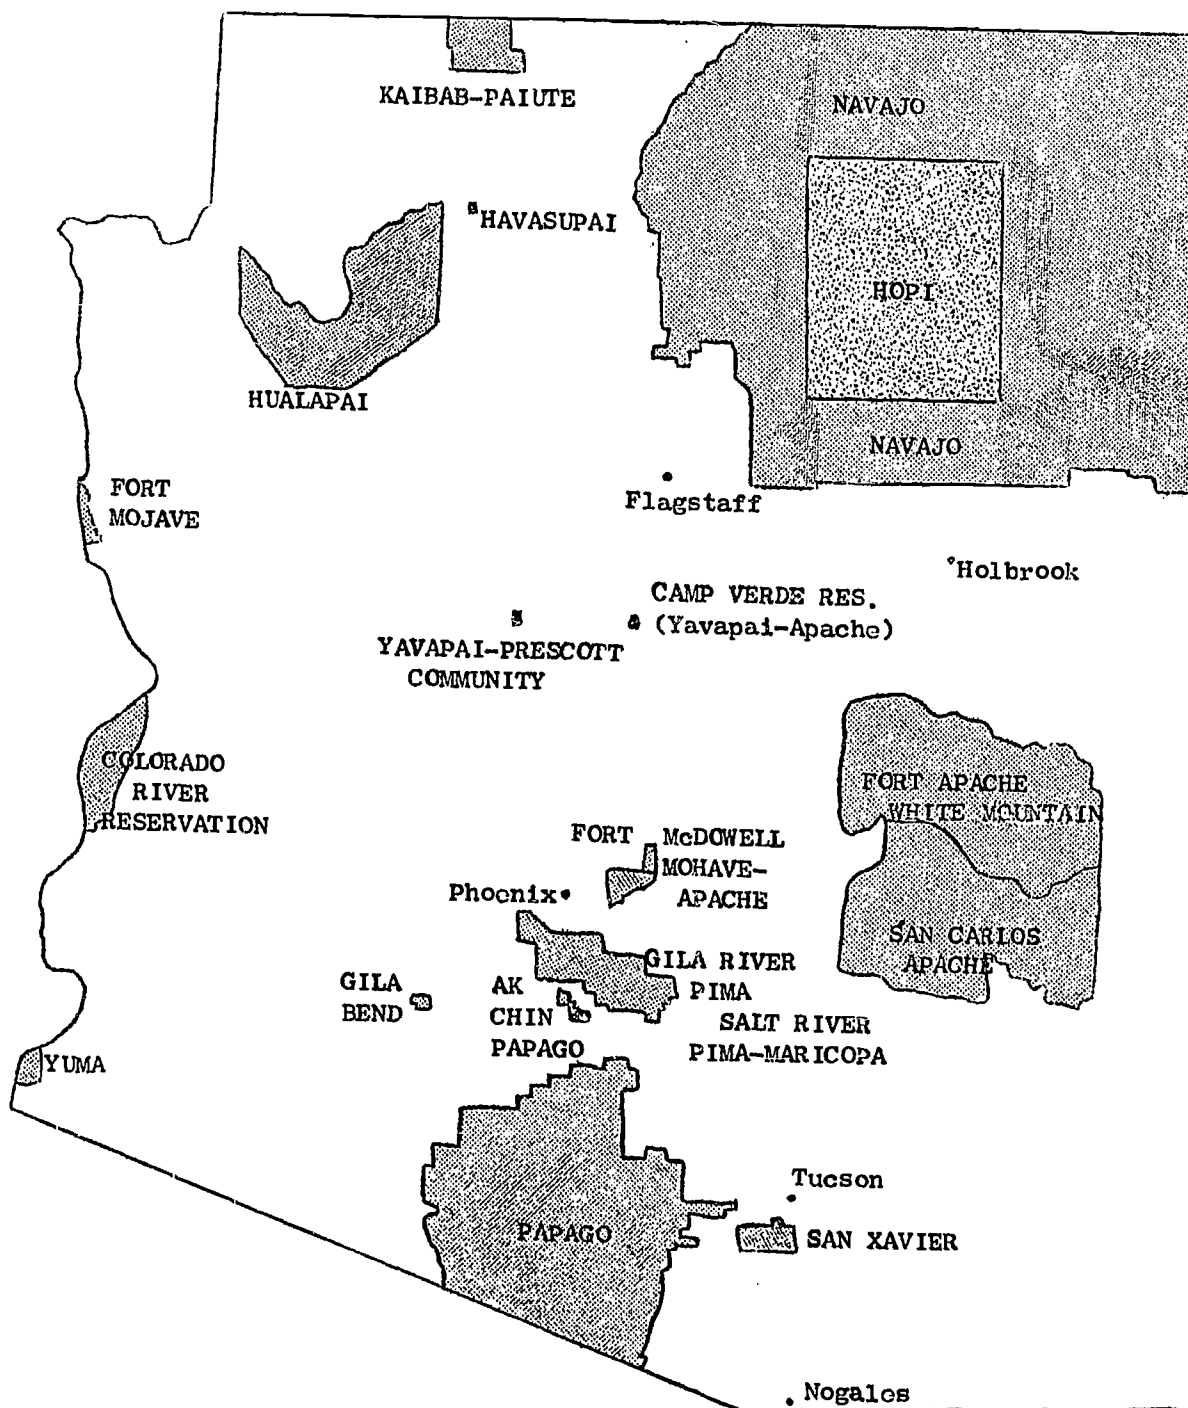 KAIBAB-PAIUTE
NAVAJO
HAVASUPAI
HOPI
HUALAPAI
NAVAJO
FORT
MOJAVE
Flagstaff
Holbrook
CAMP VERDE RES.
(Yavapai-Apache)
YAVAPAI-PRESCOTT
COMMUNITY
COLORADO
RIVER
RESERVATION
FORT APACHE
WHITE MOUNTAIN
FORT McDOWELL
MOHAVE-
APACHE
Phoenix
SAN CARLOS
APACHE
GILA RIVER
PIMA
SALT RIVER
PIMA-MARICOPA
GILA
BEND
AK
CHIN
PAPAGO
YUMA
Tucson
PAPAGO
SAN XAVIER
Nogales